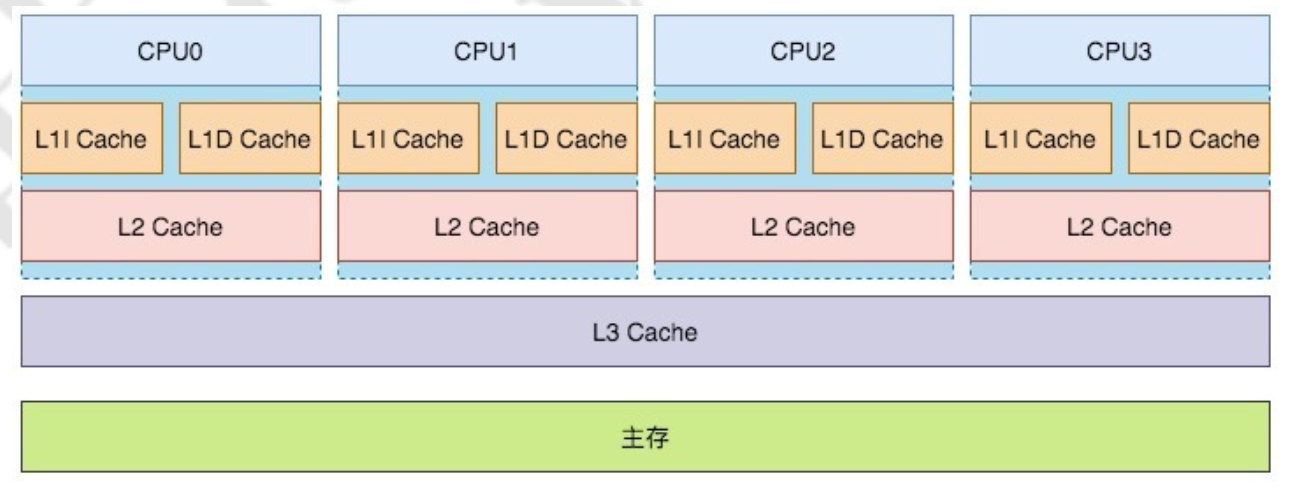 CPU0 CPU1 CPU2 CPU3
L1I Cache L1D Cache L1I Cache L1D Cache L1I Cache L1D Cache L1I Cache L1D Cache
L2 Cache L2 Cache L2 Cache L2 Cache
L3 Cache
主存